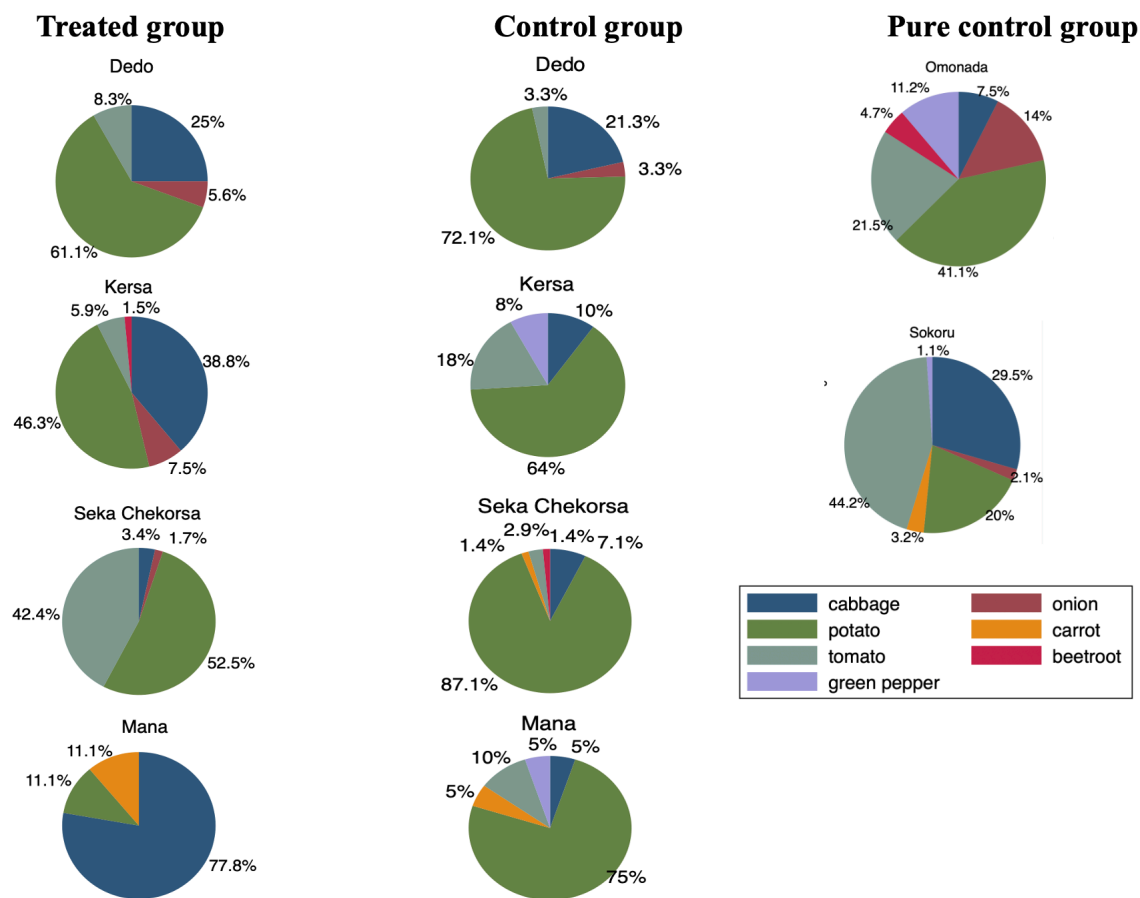 Treated group
Control group
Pure control group
Dedo
8.3%
25%
5.6%
61.1%
Kersa
5.9%
1.5%
38.8%
46.3%
7.5%
Seka Chekorsa
3.4%
1.7%
42.4%
52.5%
Mana
11.1%
11.1%
77.8%
Dedo
3.3%
21.3%
3.3%
72.1%
Kersa
8%
10%
18%
64%
Seka Chekorsa
2.9%
1.4%
1.4%
7.1%
87.1%
Mana
5%
5%
10%
5%
75%
Omonada
11.2%
7.5%
4.7%
14%
21.5%
41.1%
Sokoru
1.1%
29.5%
2.1%
44.2%
20%
3.2%
cabbage
onion
potato
carrot
tomato
beetroot
green pepper